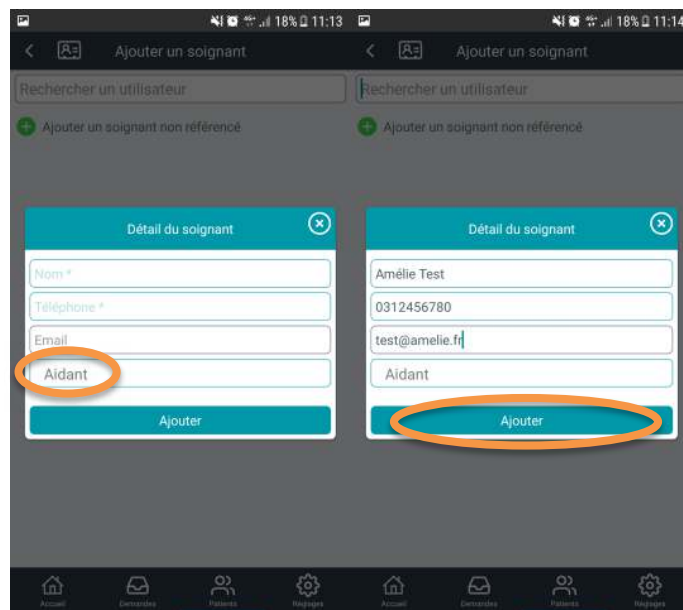 18% 11:13
Ajouter un soignant
Rechercher un utilisateur
Ajouter un soignant non référencé
Détail du soignant
Nom *
Téléphone *
Email
Aidant
Ajouter
Accueil Demandes Patients Réglages
18% 11:14
Ajouter un soignant
Rechercher un utilisateur
Ajouter un soignant non référencé
Détail du soignant
Amélie Test
0312456780
test@amelie.fr
Aidant
Ajouter
Accueil Demandes Patients Réglages